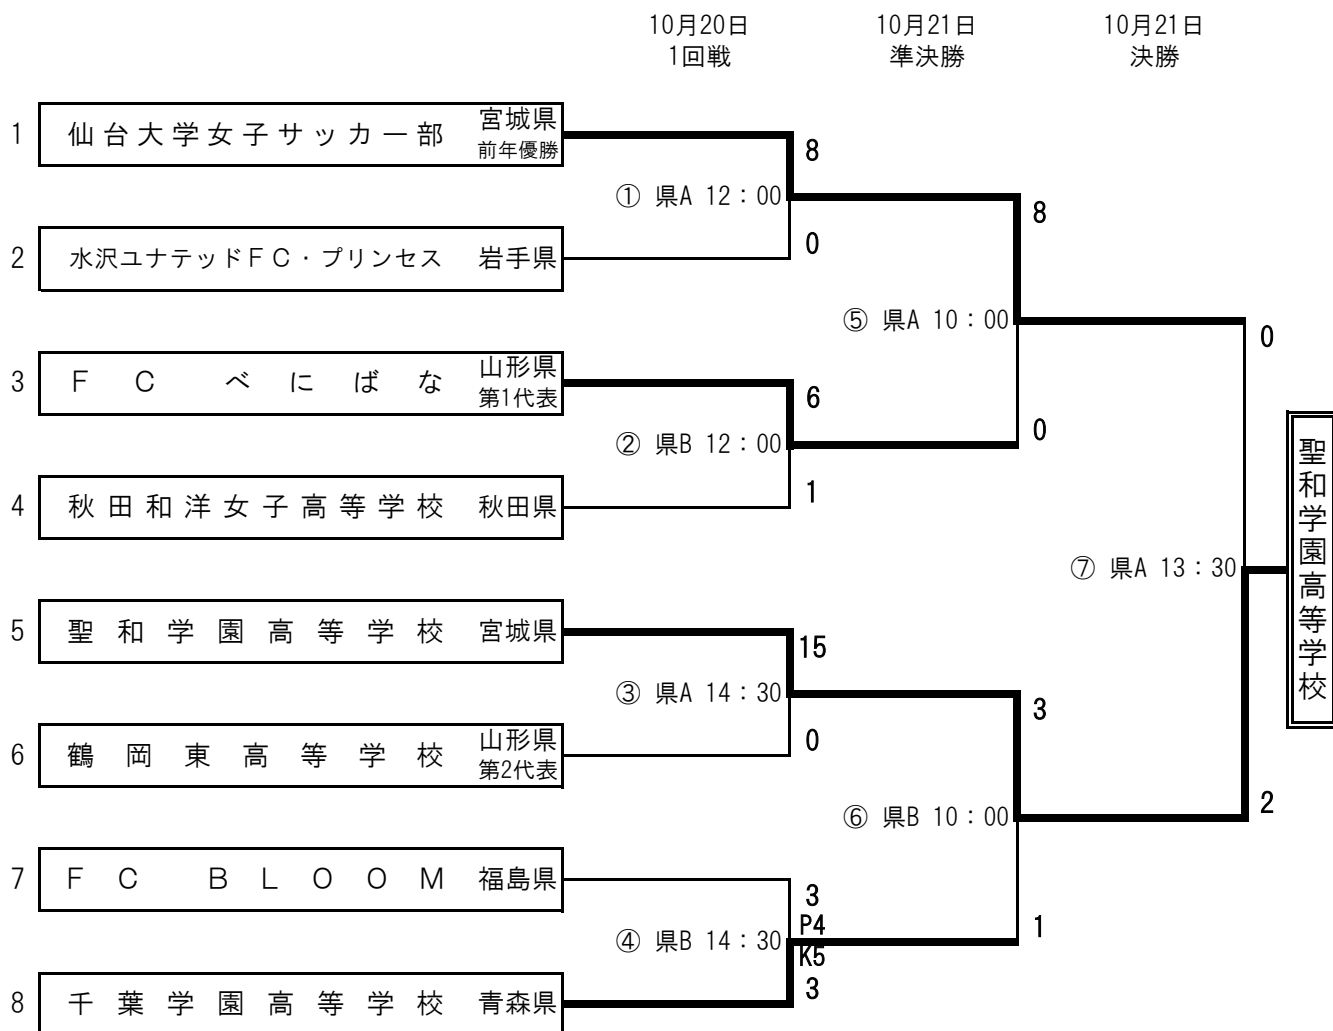 10月20日 10月21日 10月21日
1回戦 準決勝 決勝
1 仙台大学女子サッカー部 宮城県 前年優勝
8
① 県A 12：00
8
0
2 水沢ユナテッドFC・プリンセス 岩手県
⑤ 県A 10：00
0
3 FC べにばな 山形県 第1代表
6
② 県B 12：00
0
1
4 秋田和洋女子高等学校 秋田県
⑦ 県A 13：30
聖和学園高等学校
5 聖和学園高等学校 宮城県
15
③ 県A 14：30
3
0
6 鶴岡東高等学校 山形県 第2代表
2
⑥ 県B 10：00
7 FC BLOOM 福島県
3
P4
④ 県B 14：30
1
K5
3
8 千葉学園高等学校 青森県